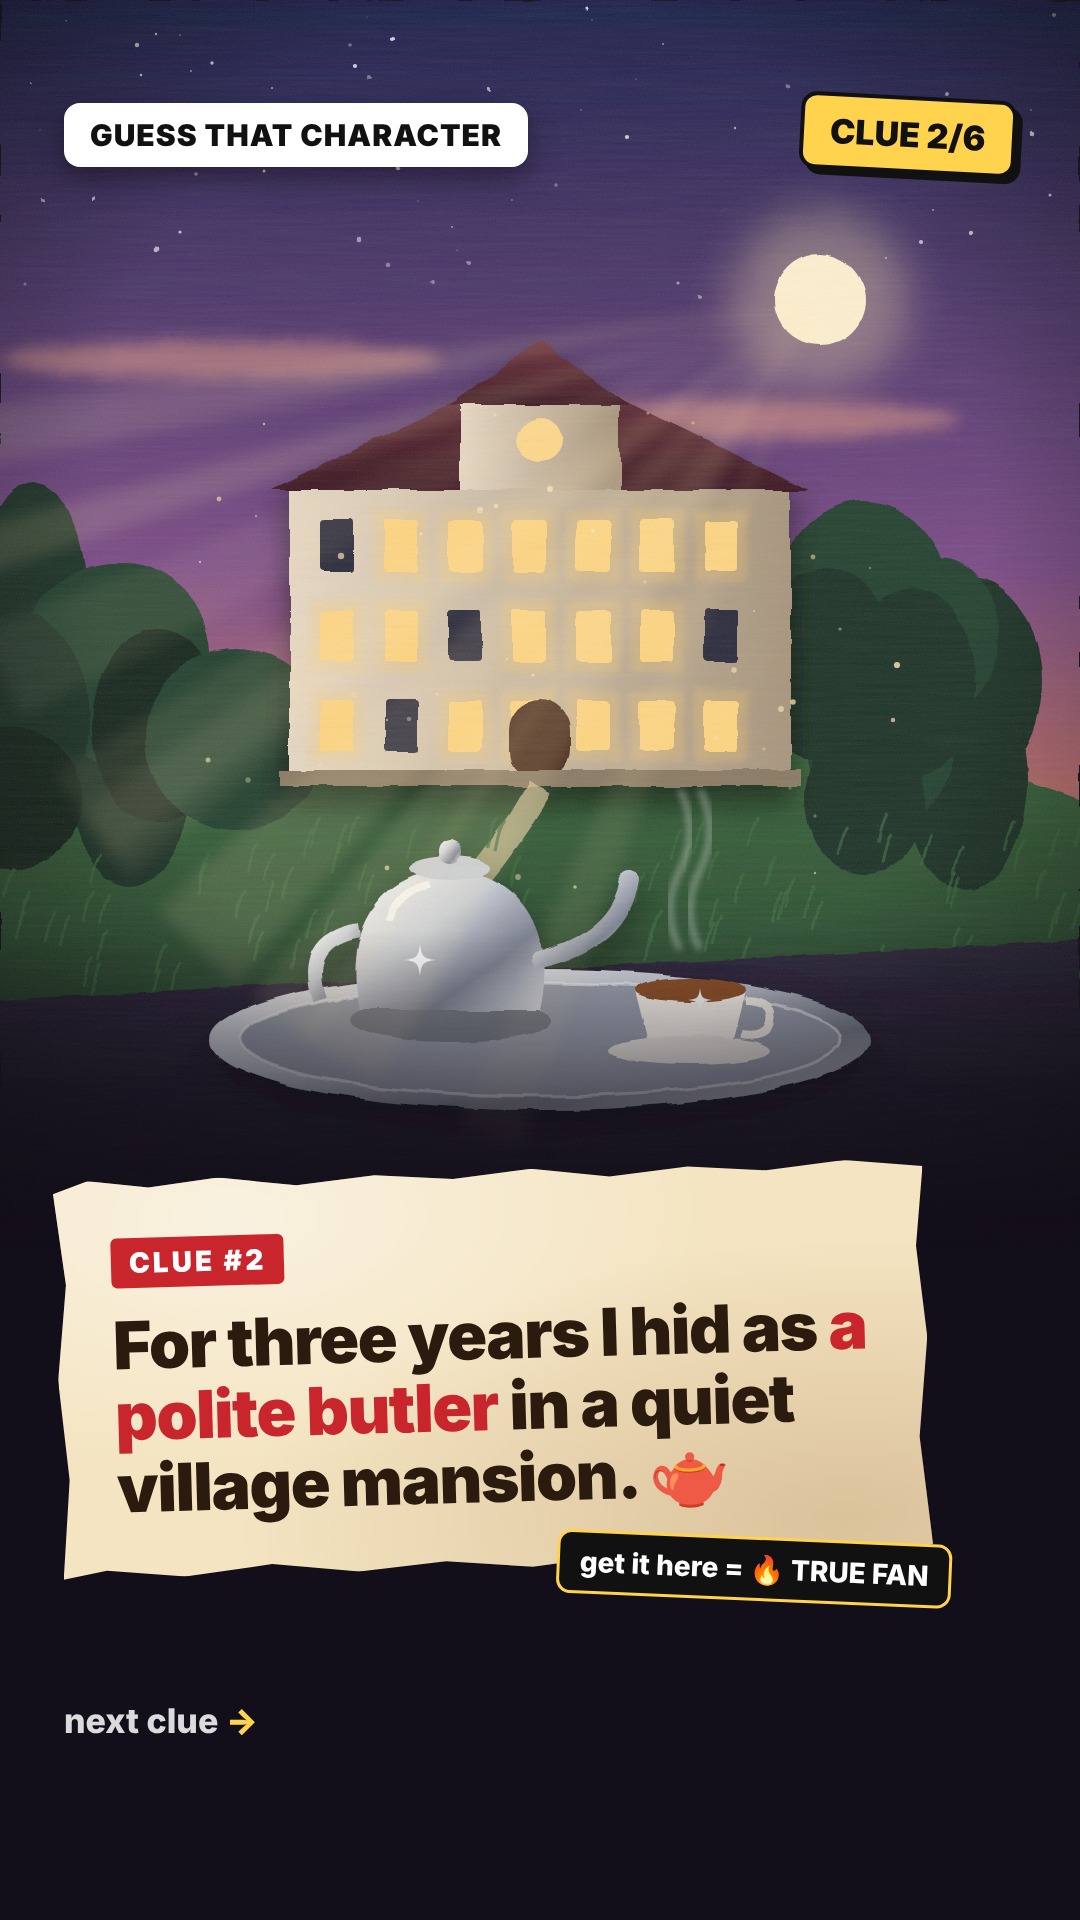 GUESS THAT CHARACTER
CLUE 2/6
CLUE #2
For three years I hid as a
polite butler in a quiet
village mansion. 🫖
get it here = 🔥 TRUE FAN
next clue →